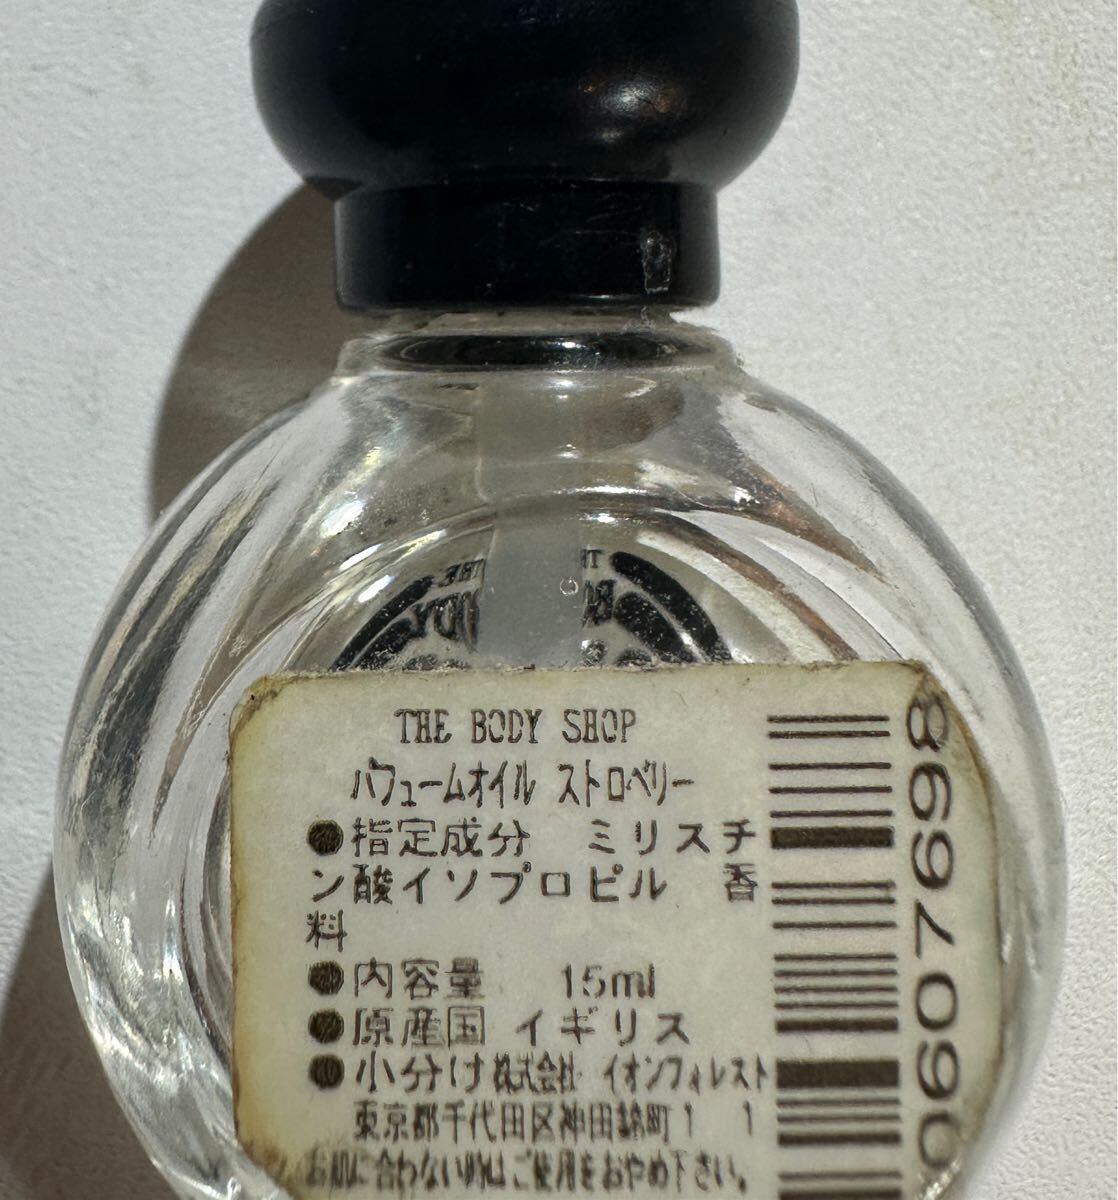 THE BODY SHOP
パフュームオイル ストロベリー
●指定成分 ミリスチ
ン酸イソプロピル 香
料
●内容量 15ml
●原産国 イギリス
●小分け株式会社 イオンフォレスト
東京都千代田区神田錦町1 1
お肌に合わない時はご使用をおやめ下さい。
0607698